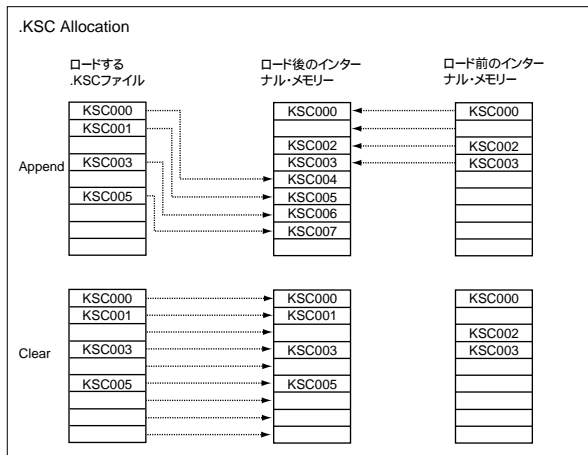 .KSC Allocation
ロードする
.KSCファイル
ロード後のインター
ナル・メモリー
ロード前のインター
ナル・メモリー
Append
KSC000
KSC001
KSC003
KSC005
KSC000
KSC002
KSC003
KSC004
KSC005
KSC006
KSC007
KSC000
KSC002
KSC003
Clear
KSC000
KSC001
KSC003
KSC005
KSC000
KSC001
KSC003
KSC005
KSC000
KSC002
KSC003